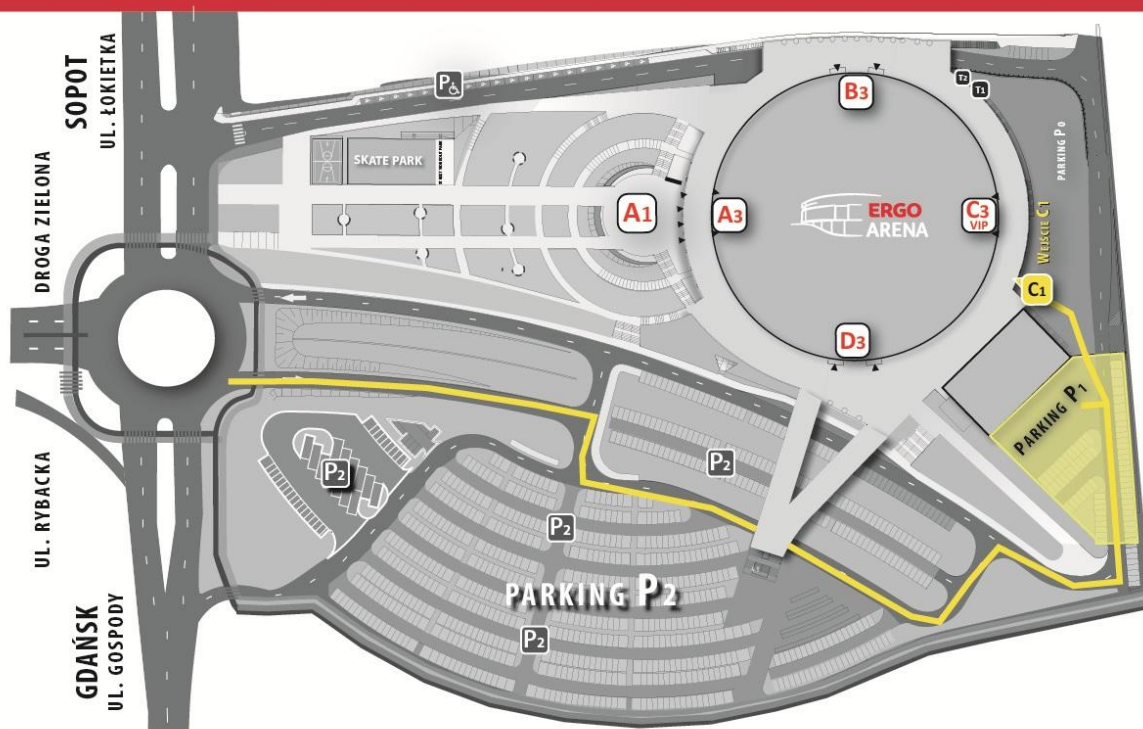 SOPOT
UL. ŁOKIETKA
DROGA ZIELONA
UL. RYBACKA
GDAŃSK
UL. GOSPODY
P
SKATE PARK
A1
A3
B3
C3
VIP
D3
ERGO
ARENA
T2
T1
PARKING P0
WEJŚCIE C1
C1
PARKING P1
P2
P2
P2
PARKING P2
P2